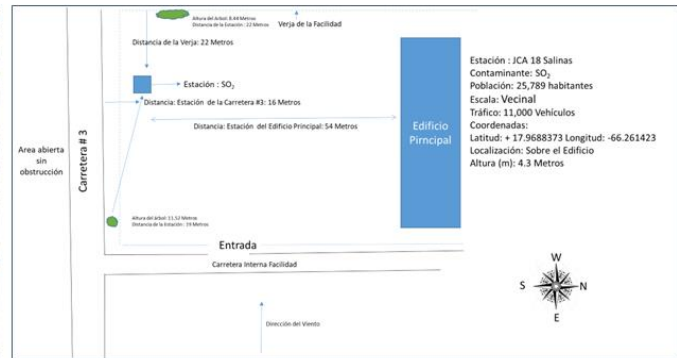 Altura del árbol: 8.44 Metros
Distancia de la Estación : 22 Metros
Verja de la Facilidad
Distancia de la Verja: 22 Metros
Estación : SO2
Distancia: Estación de la Carretera #3: 16 Metros
Distancia: Estación del Edificio Principal: 54 Metros
Area abierta
sin
obstrucción
Carretera # 3
Edificio
Pirncipal
Estación : JCA 18 Salinas
Contaminante: SO2
Población: 25,789 habitantes
Escala: Vecinal
Tráfico: 11,000 Vehículos
Coordenadas:
Latitud: + 17.9688373 Longitud: -66.261423
Localización: Sobre el Edificio
Altura (m): 4.3 Metros
Altura del árbol: 11.52 Metros
Distancia de la Estación : 19 Metros
Entrada
Carretera Interna Facilidad
Dirección del Viento
W
S
N
E